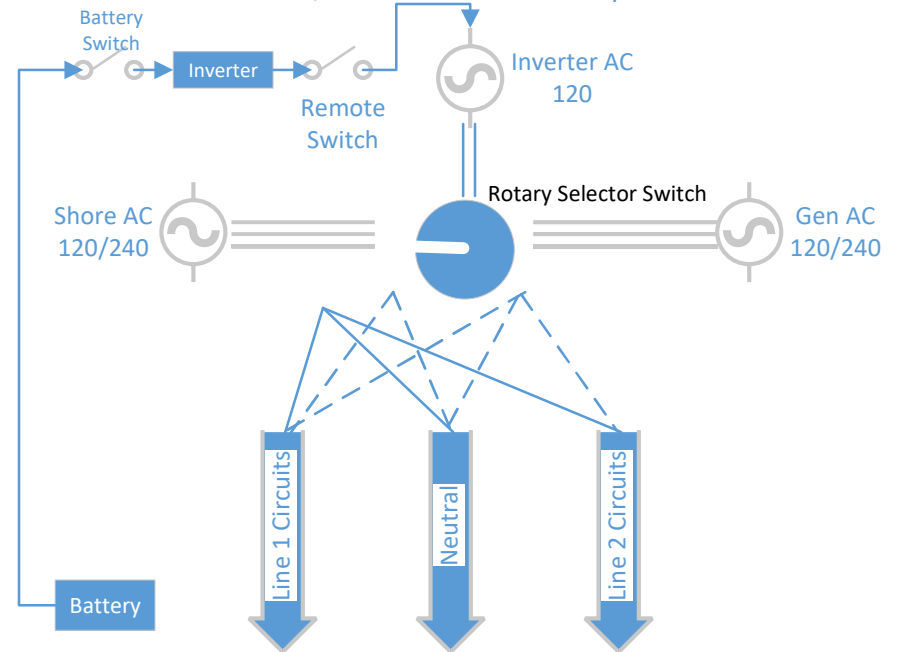 Battery
Switch
Inverter
Remote
Switch
Inverter AC
120
Rotary Selector Switch
Shore AC
120/240
Gen AC
120/240
Line 1 Circuits
Neutral
Line 2 Circuits
Battery